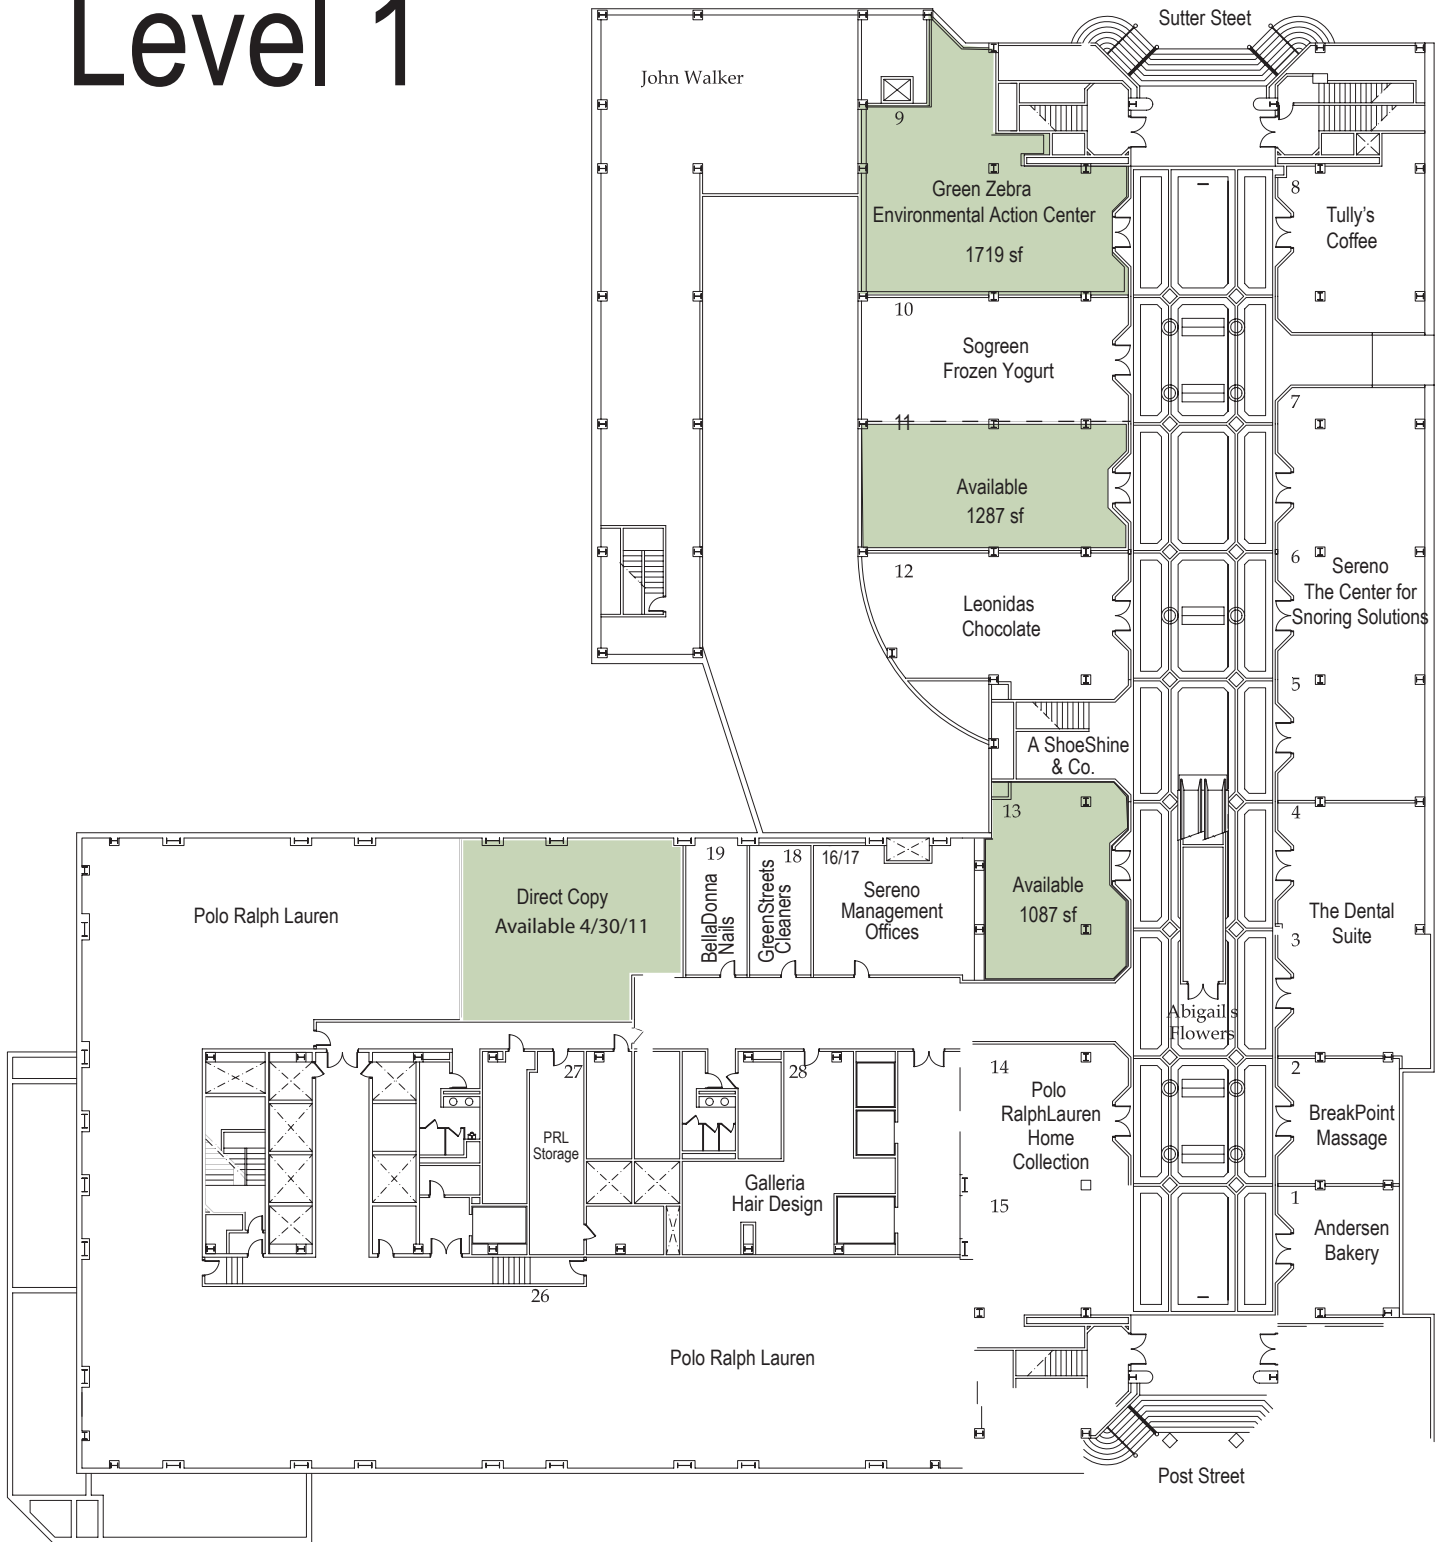 Level 1
Sutter Steet
John Walker
9
Green Zebra
Environmental Action Center
1719 sf
8
Tully's
Coffee
10
Sogreen
Frozen Yogurt
7
11
Available
1287 sf
6
Sereno
The Center for
Snoring Solutions
12
Leonidas
Chocolate
5
A ShoeShine
& Co.
13
Available
1087 sf
4
The Dental
Suite
3
Polo Ralph Lauren
Direct Copy
Available 4/30/11
19
BellaDonna
Nails
18
GreenStreets
Cleaners
16/17
Sereno
Management
Offices
Abigail's
Flowers
27
PRL
Storage
28
Galleria
Hair Design
14
Polo
RalphLauren
Home
Collection
15
2
BreakPoint
Massage
1
Andersen
Bakery
26
Polo Ralph Lauren
Post Street